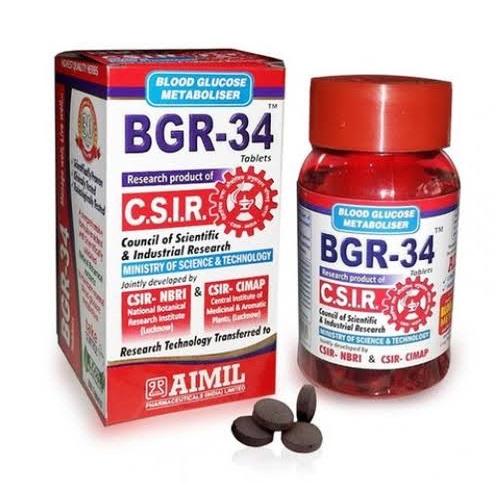 BLOOD GLUCOSE
METABOLISER
BGR-34
TM
Tablets
Research product of
C.S.I.R.
Council of Scientific
& Industrial Research
MINISTRY OF SCIENCE & TECHNOLOGY
Jointly developed by
CSIR- NBRI & CSIR- CIMAP
National Botanical
Research Institute
(Lucknow)
Central Institute of
Medicinal & Aromatic
Plants, (Lucknow)
Research Technology Transferred to
AIMIL
PHARMACEUTICALS (INDIA) LIMITED
BGR-34
BLOOD GLUCOSE
METABOLISER
BGR-34
TM
Tablets
Research product of
C.S.I.R.
Council of Scientific
& Industrial Research
MINISTRY OF SCIENCE & TECHNOLOGY
Jointly developed by
CSIR- NBRI & CSIR- CIMAP